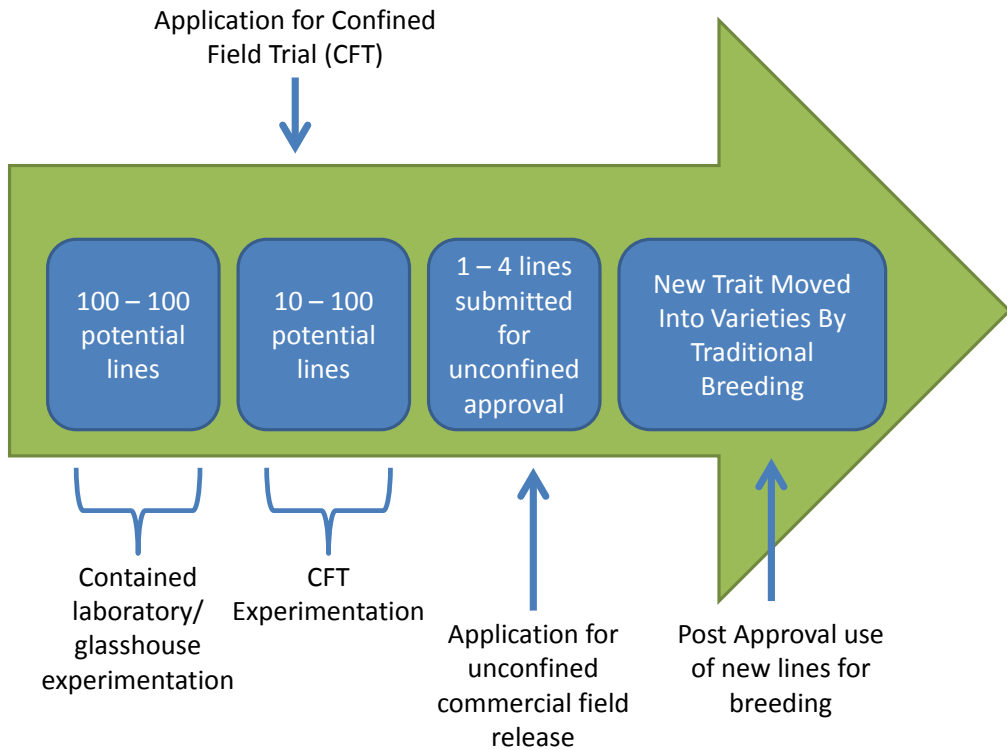 Application for Confined
Field Trial (CFT)
100 – 100
potential
lines
10 – 100
potential
lines
1 – 4 lines
submitted
for
unconfined
approval
New Trait Moved
Into Varieties By
Traditional
Breeding
Contained
laboratory/
glasshouse
experimentation
CFT
Experimentation
Application for
unconfined
commercial field
release
Post Approval use
of new lines for
breeding